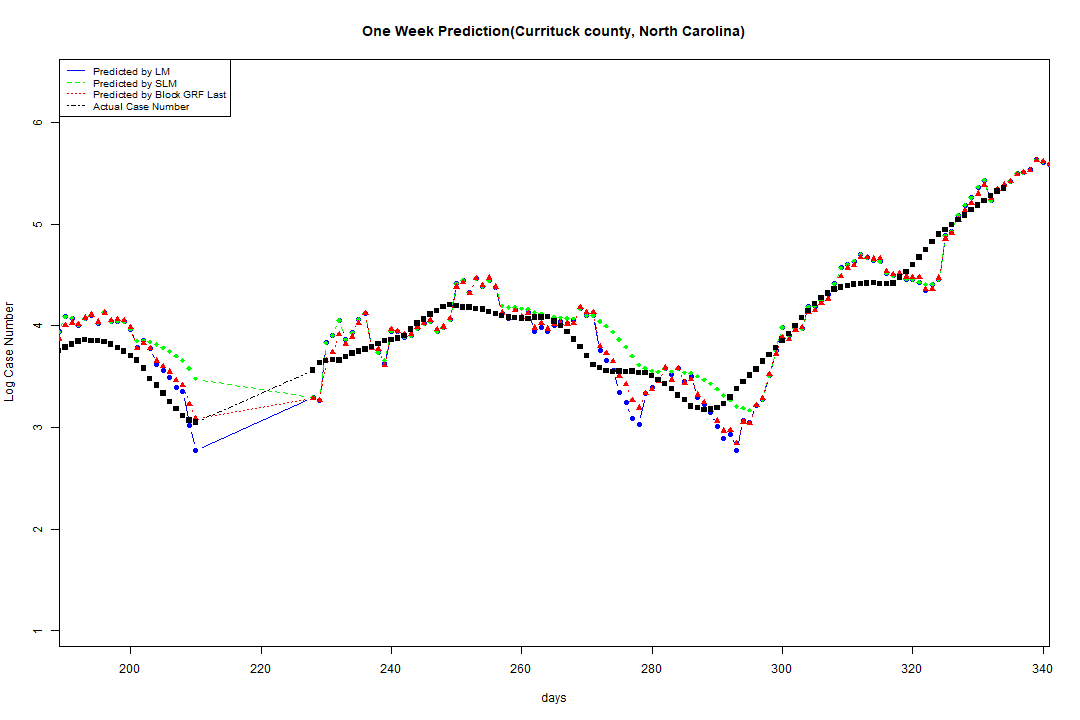 One Week Prediction(Currituck county, North Carolina)
Predicted by LM
Predicted by SLM
Predicted by Block GRF Last
Actual Case Number
Log Case Number
6
5
4
3
2
1
200 220 240 260 280 300 320 340
days